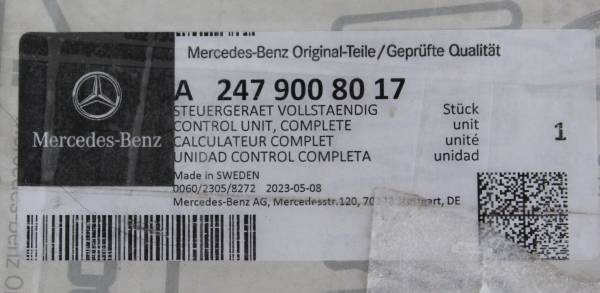 Mercedes-Benz Original-Teile/Geprüfte Qualität
A 247 900 80 17
STEUERGERAET VOLLSTAENDIG Stück
CONTROL UNIT, COMPLETE unit
CALCULATEUR COMPLET unité
UNIDAD CONTROL COMPLETA unidad
1
Mercedes-Benz
Made in SWEDEN
0060/2305/8272 2023-05-08
Mercedes-Benz AG, Mercedesstr.120, DE